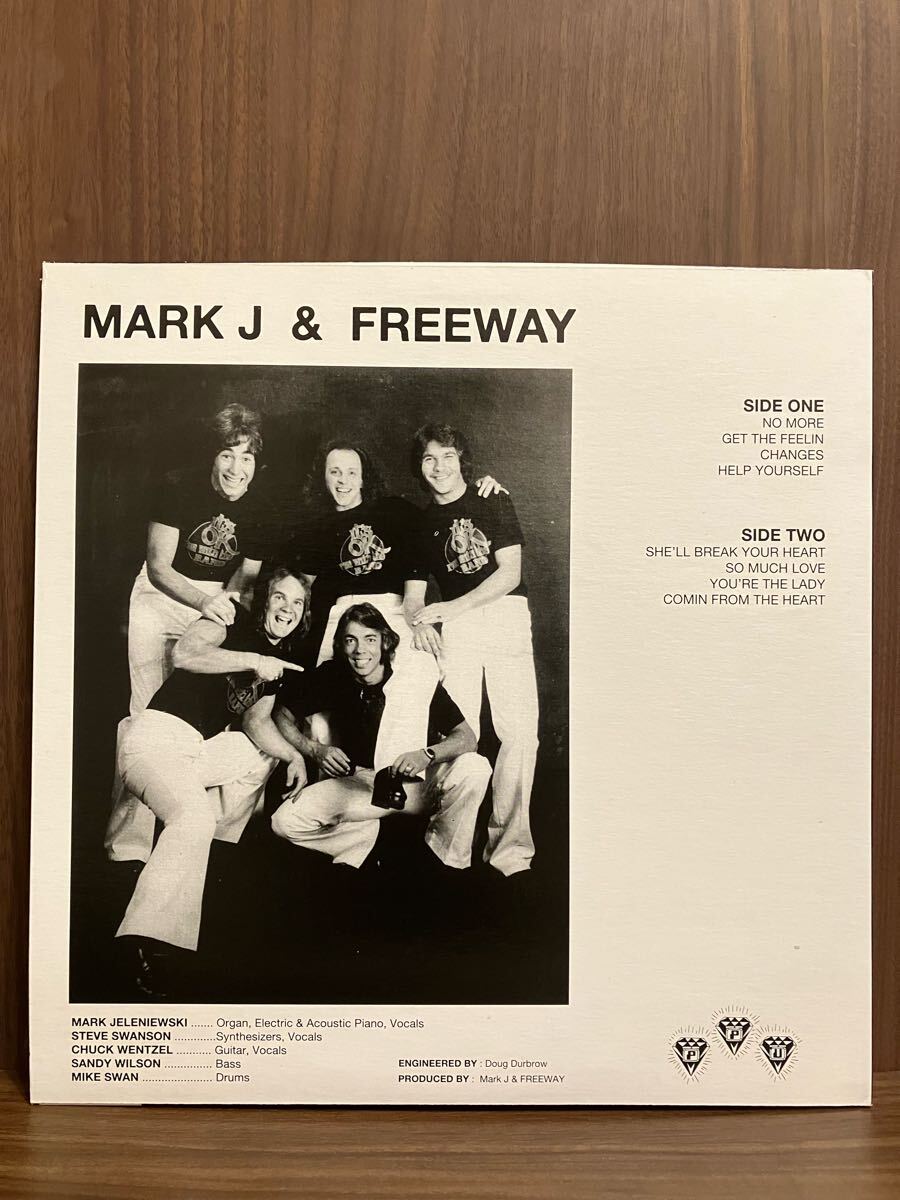 MARK J & FREEWAY
SIDE ONE
NO MORE
GET THE FEELIN
CHANGES
HELP YOURSELF
SIDE TWO
SHE'LL BREAK YOUR HEART
SO MUCH LOVE
YOU'RE THE LADY
COMIN FROM THE HEART
MARK JELENIEWSKI ....... Organ, Electric & Acoustic Piano, Vocals
STEVE SWANSON ............Synthesizers, Vocals
CHUCK WENTZEL ........... Guitar, Vocals
SANDY WILSON ............... Bass
MIKE SWAN ...................... Drums
ENGINEERED BY : Doug Durbrow
PRODUCED BY : Mark J & FREEWAY
P P U